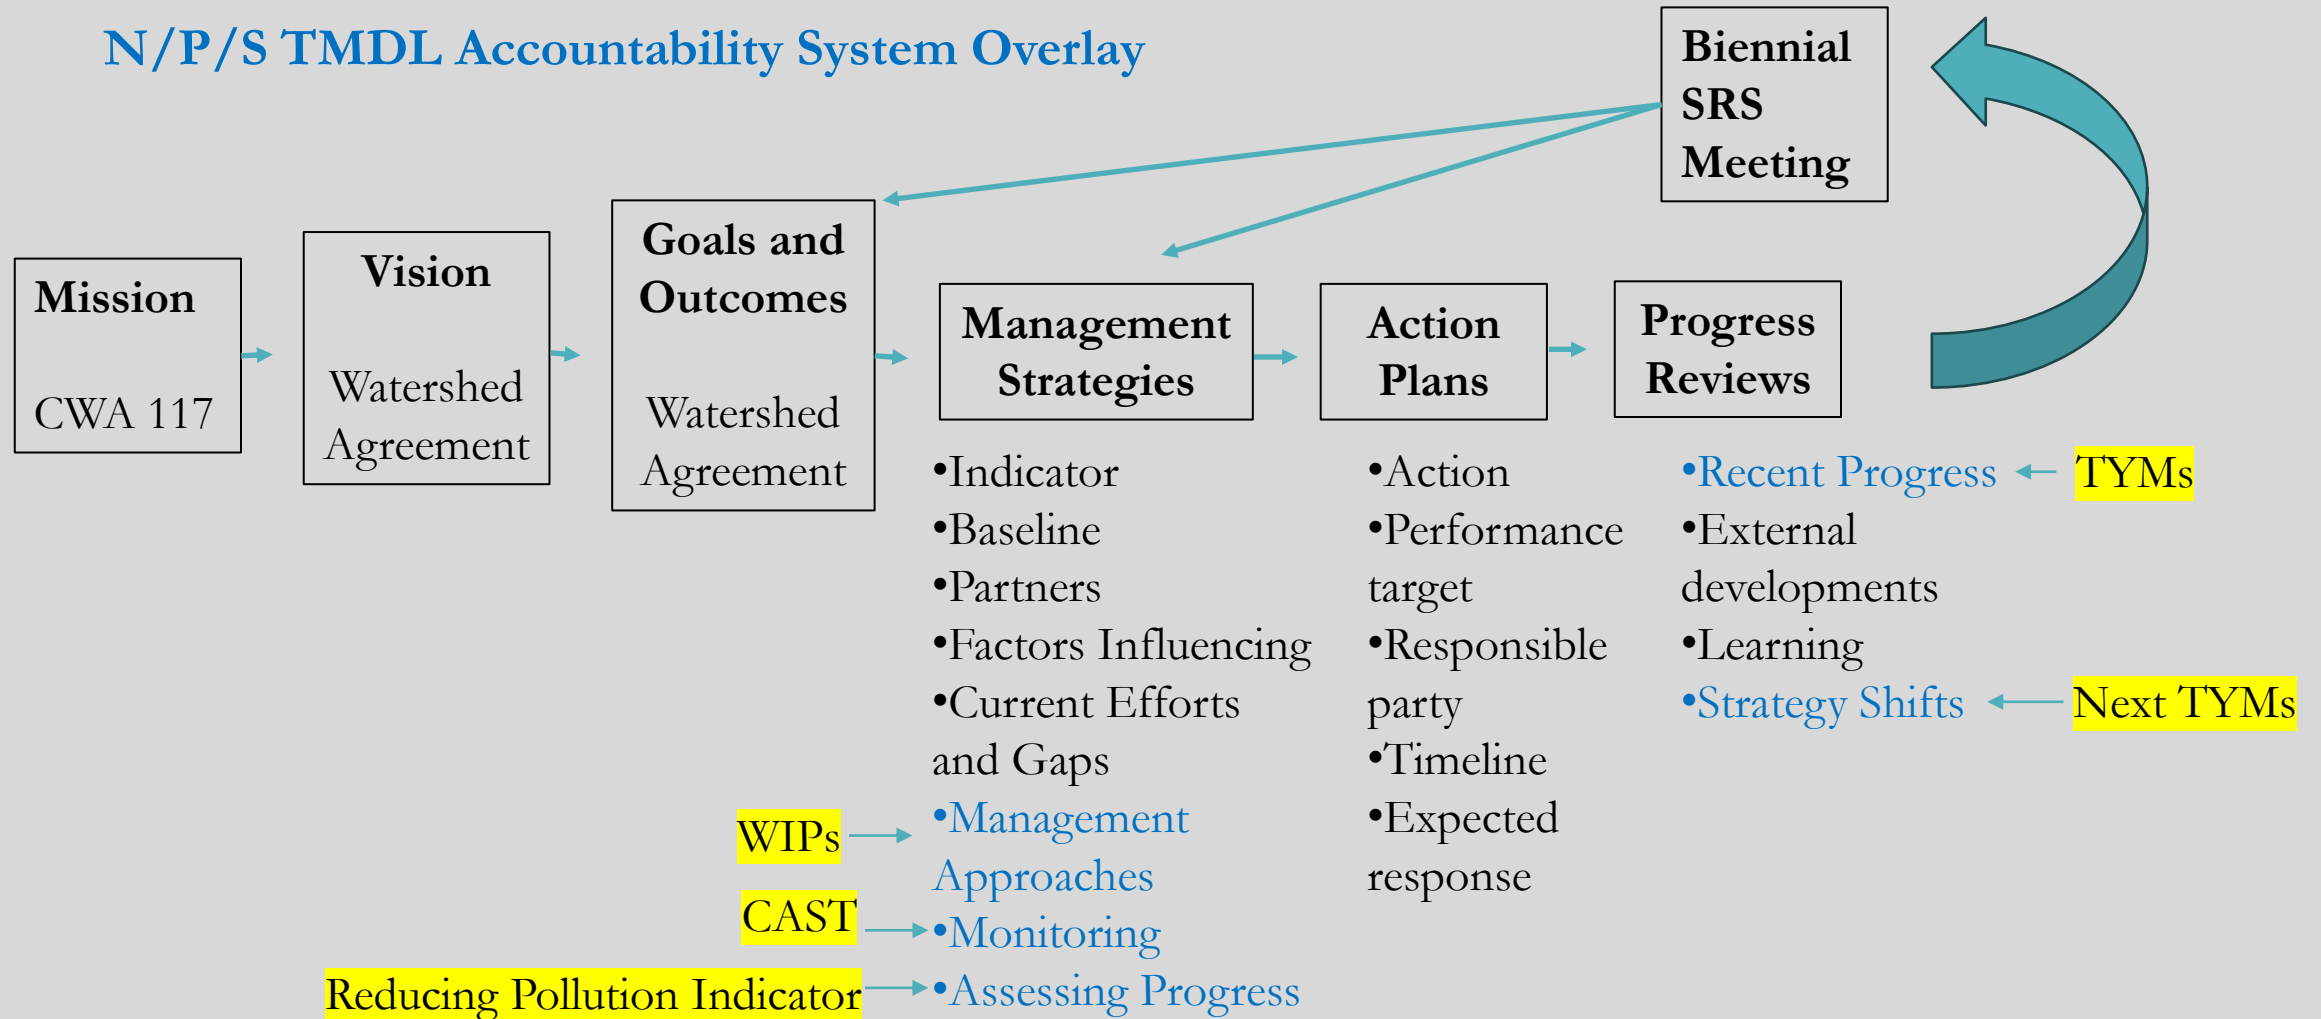 N/P/S TMDL Accountability System Overlay
Biennial
SRS
Meeting
Mission
CWA 117
Vision
Watershed
Agreement
Goals and
Outcomes
Watershed
Agreement
Management
Strategies
•Indicator
•Baseline
•Partners
•Factors Influencing
•Current Efforts
and Gaps
•Management
Approaches
•Monitoring
•Assessing Progress
WIPs
CAST
Reducing Pollution Indicator
Action
Plans
•Action
•Performance
target
•Responsible
party
•Timeline
•Expected
response
Progress
Reviews
•Recent Progress
•External
developments
•Learning
•Strategy Shifts
TYMs
Next TYMs